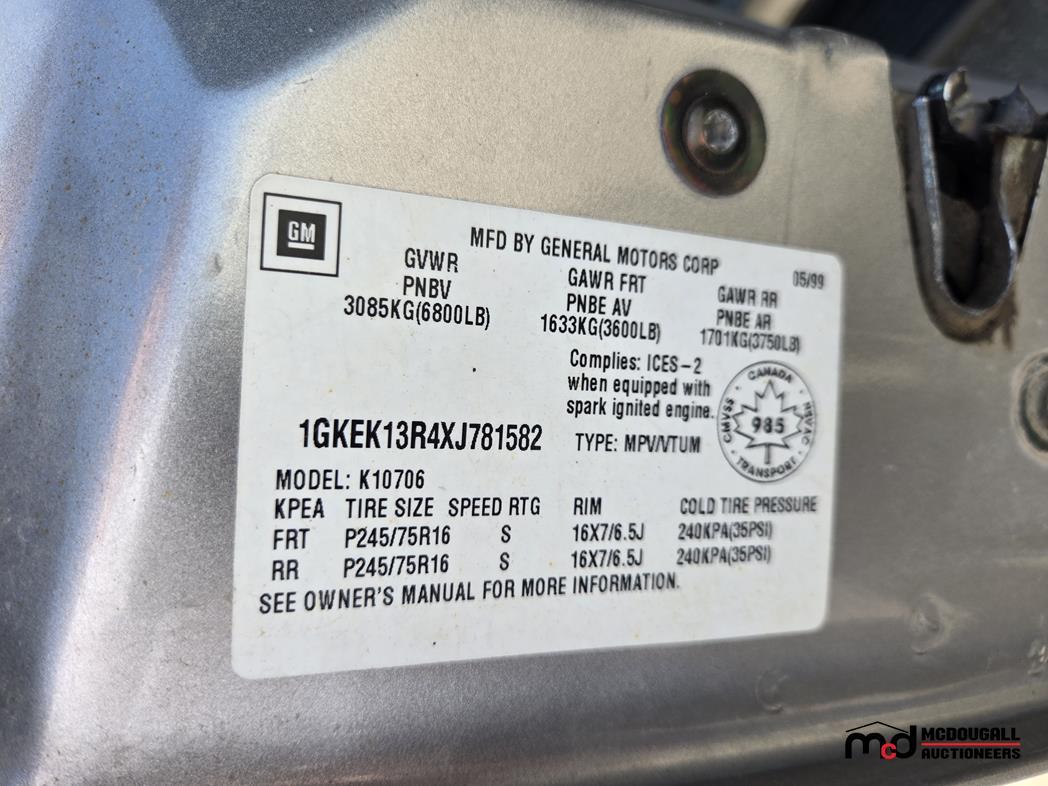 GM
MFD BY GENERAL MOTORS CORP 05/99
GVWR GAWR FRT GAWR RR
PNBV PNBE AV PNBE AR
3085KG(6800LB) 1633KG(3600LB) 1701KG(3750LB)
Complies: ICES-2
when equipped with
spark ignited engine.
CANADA
CMVSS 985 NSVAC
TRANSPORT
1GKEK13R4XJ781582 TYPE: MPV/VTUM
MODEL: K10706
KPEA TIRE SIZE SPEED RTG RIM COLD TIRE PRESSURE
FRT P245/75R16 S 16X7/6.5J 240KPA(35PSI)
RR P245/75R16 S 16X7/6.5J 240KPA(35PSI)
SEE OWNER'S MANUAL FOR MORE INFORMATION.
mcd MCDOUGALL
AUCTIONEERS